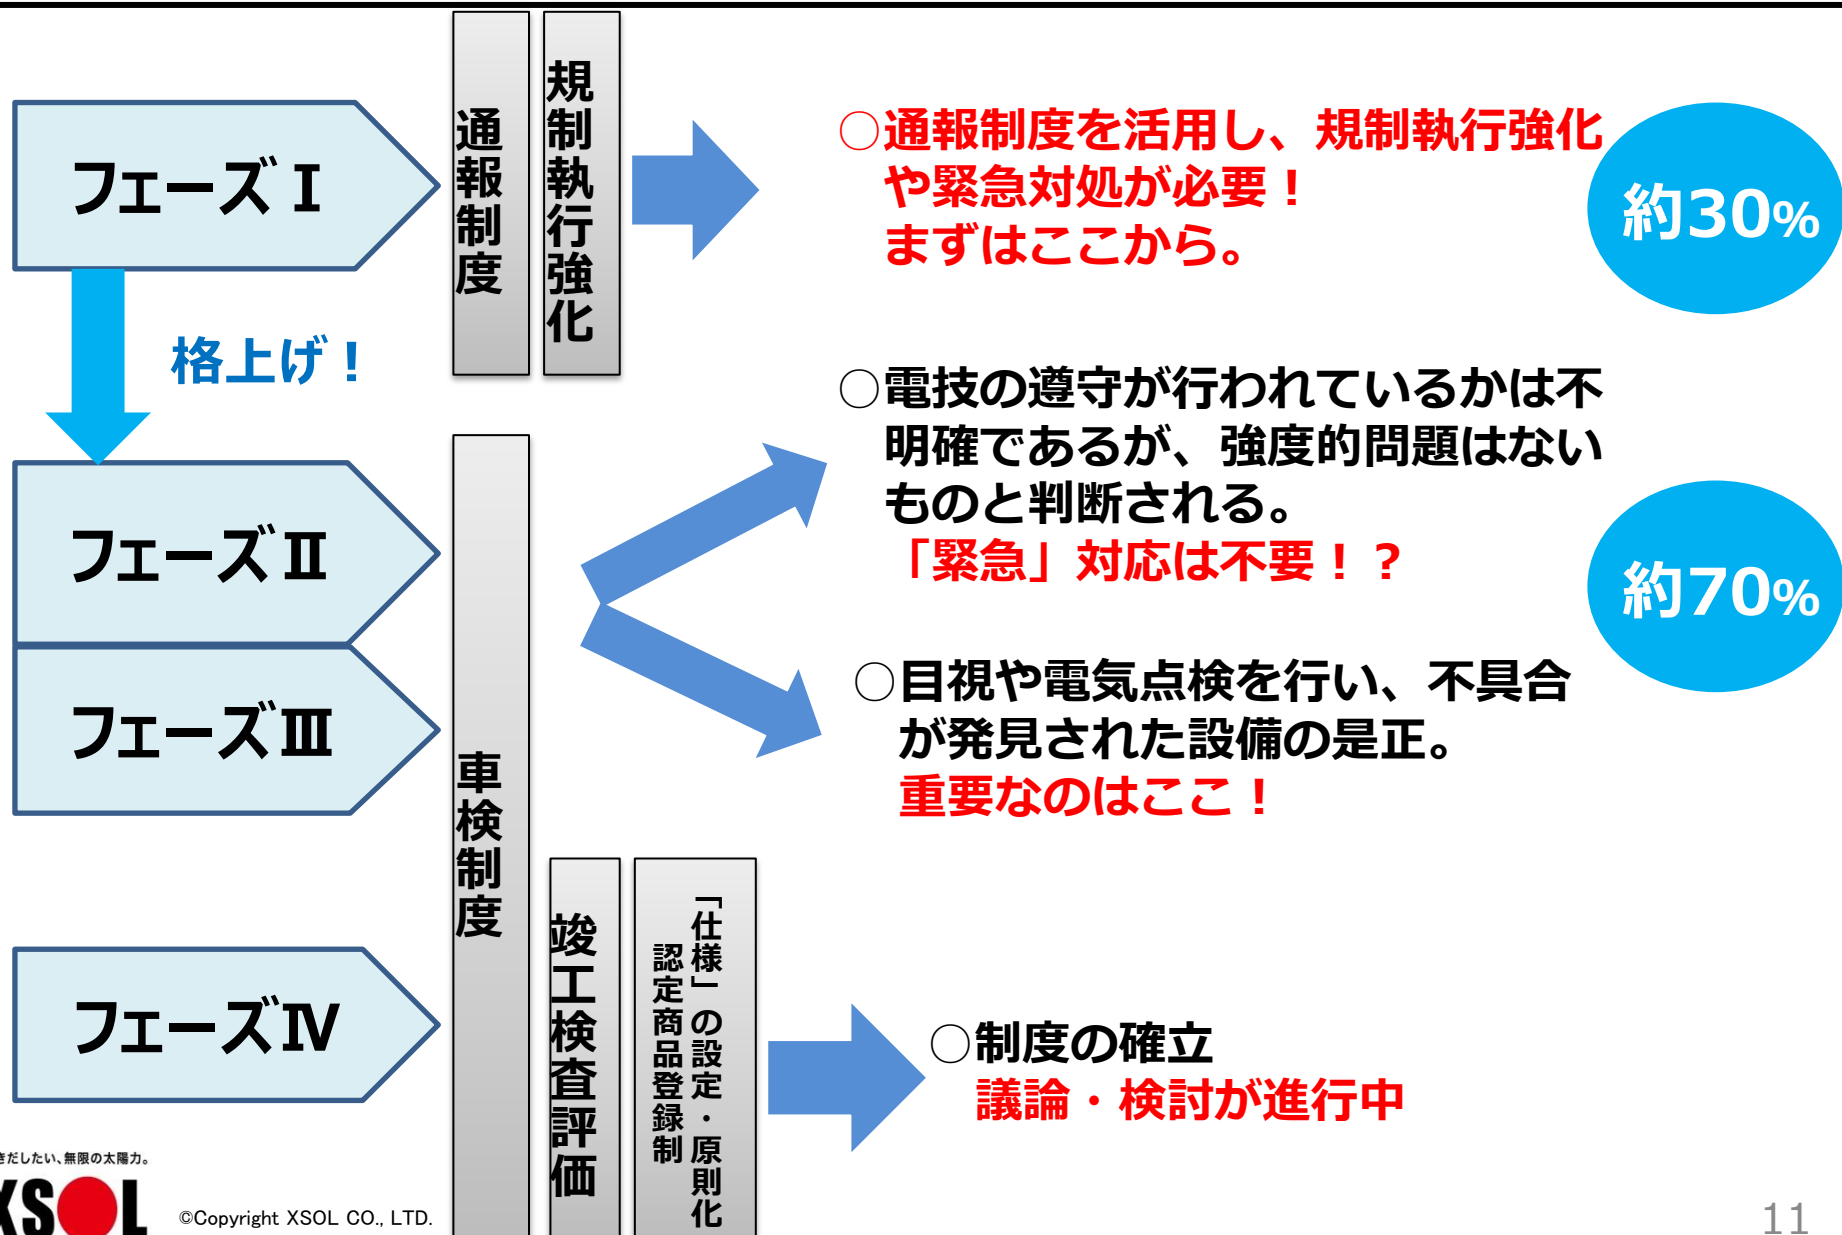 フェーズⅠ
通報制度
規制執行強化
○通報制度を活用し、規制執行強化
や緊急対処が必要！
まずはここから。
約30%
格上げ！
フェーズⅡ
フェーズⅢ
車検制度
○電技の遵守が行われているかは不
明確であるが、強度的問題はない
ものと判断される。
「緊急」対応は不要！？
約70%
○目視や電気点検を行い、不具合
が発見された設備の是正。
重要なのはここ！
フェーズⅣ
竣工検査評価
「仕様」の設定・原則化
認定商品登録制
○制度の確立
議論・検討が進行中
きだしたい、無限の太陽力。
XSOL
©Copyright XSOL CO., LTD.
11